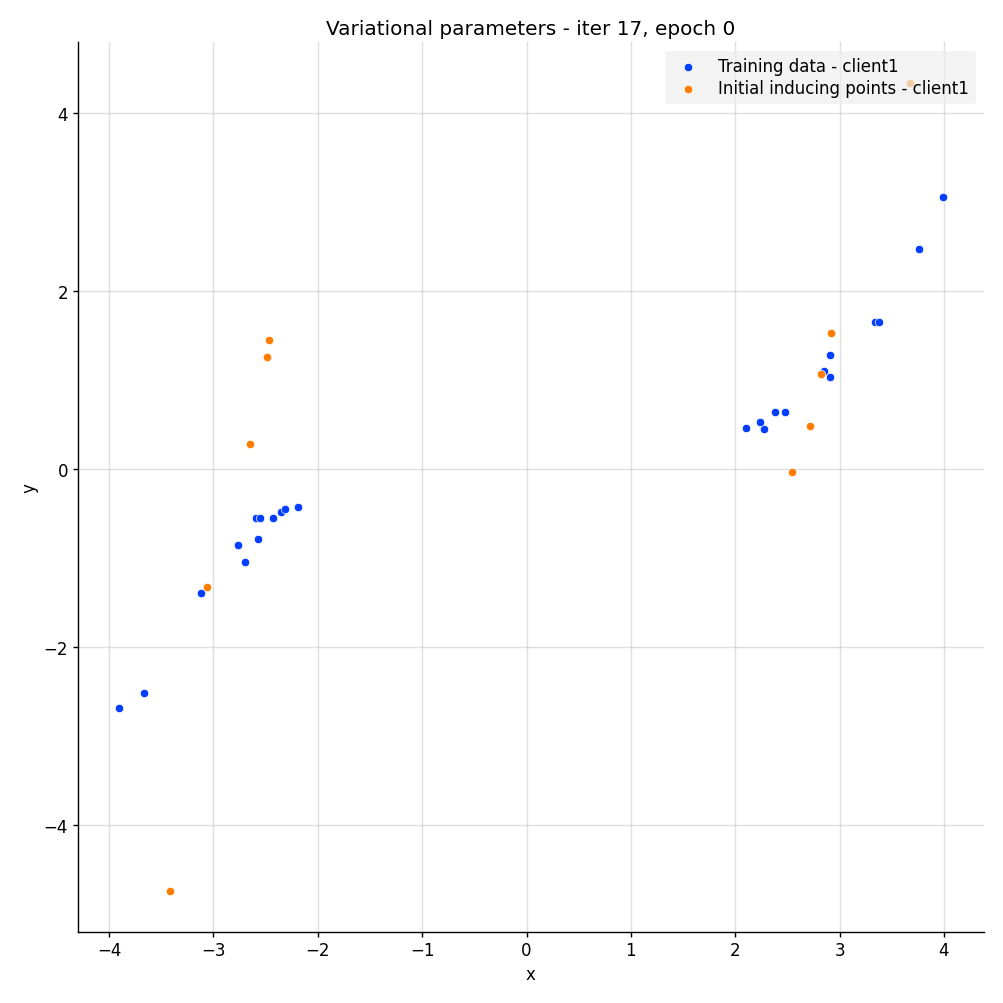 Variational parameters - iter 17, epoch 0
Training data - client1
Initial inducing points - client1
4
2
0
−2
−4
y
−4 −3 −2 −1 0 1 2 3 4
x